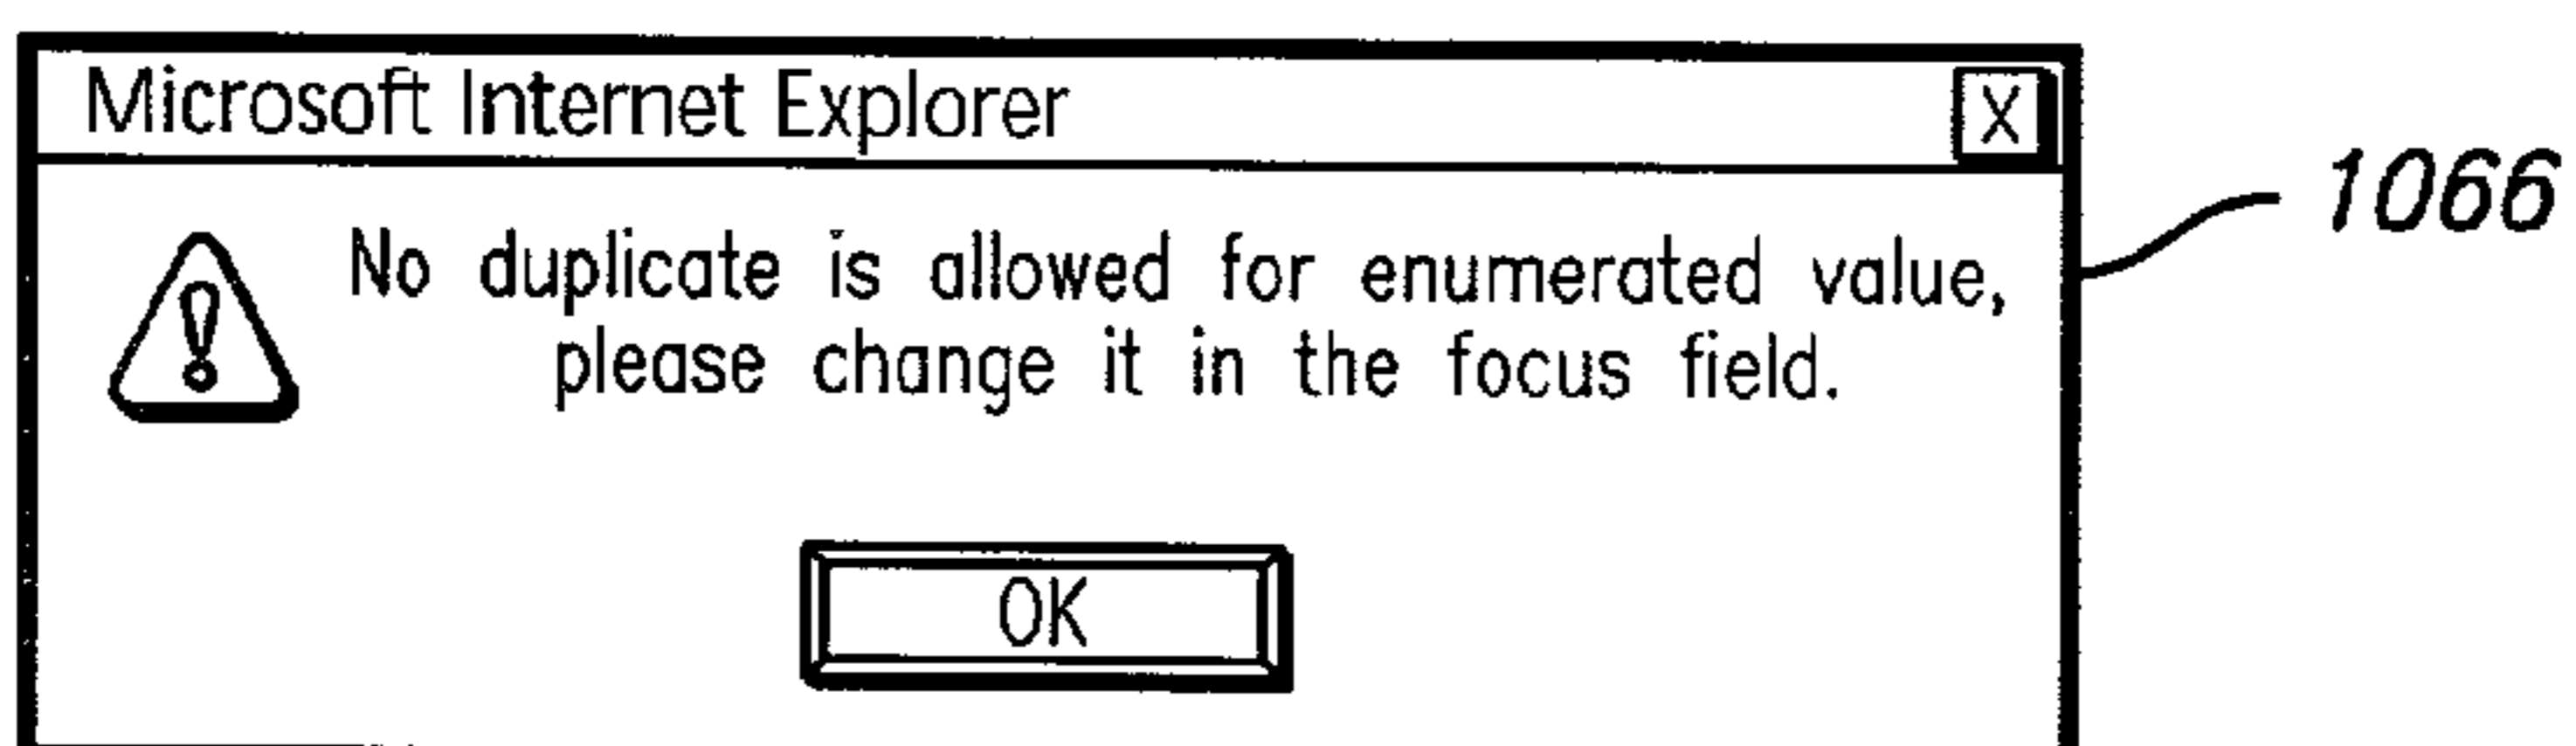 Microsoft Internet Explorer X
1066
No duplicate is allowed for enumerated value,
please change it in the focus field.
OK